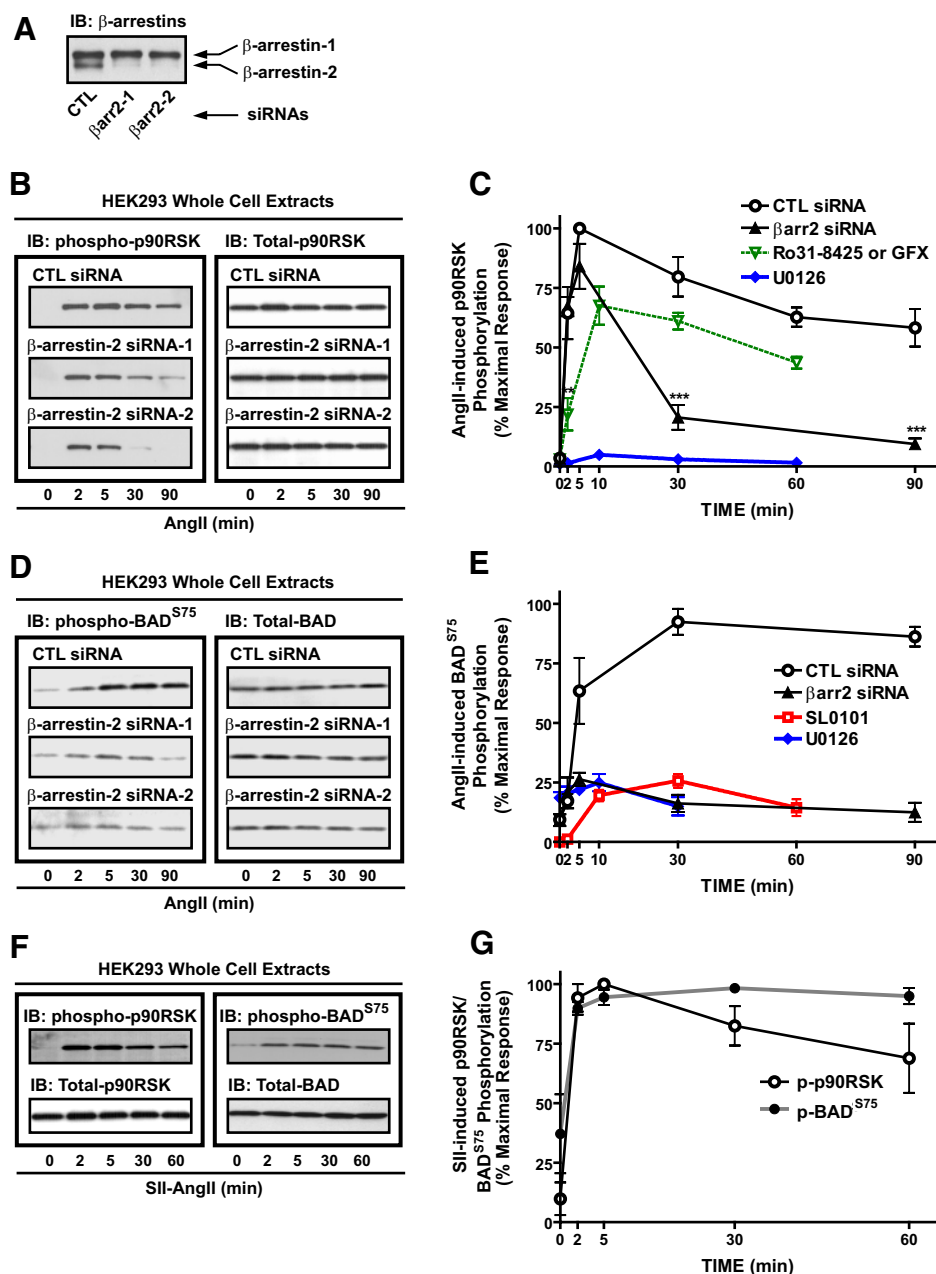 A
IB: β-arrestins
β-arrestin-1
β-arrestin-2
CTL
βarr2-1
βarr2-2
siRNAs
B
HEK293 Whole Cell Extracts
IB: phospho-p90RSK
IB: Total-p90RSK
CTL siRNA
CTL siRNA
β-arrestin-2 siRNA-1
β-arrestin-2 siRNA-1
β-arrestin-2 siRNA-2
β-arrestin-2 siRNA-2
0 2 5 30 90
0 2 5 30 90
AngII (min)
C
AngII-induced p90RSK
Phosphorylation
(% Maximal Response)
100
75
50
25
0
CTL siRNA
βarr2 siRNA
Ro31-8425 or GFX
U0126
**
***
***
0 2 5 10 30 60 90
TIME (min)
D
HEK293 Whole Cell Extracts
IB: phospho-BAD^S75
IB: Total-BAD
CTL siRNA
CTL siRNA
β-arrestin-2 siRNA-1
β-arrestin-2 siRNA-1
β-arrestin-2 siRNA-2
β-arrestin-2 siRNA-2
0 2 5 30 90
0 2 5 30 90
AngII (min)
E
AngII-induced BAD^S75
Phosphorylation
(% Maximal Response)
100
75
50
25
0
CTL siRNA
βarr2 siRNA
SL0101
U0126
0 2 5 10 30 60 90
TIME (min)
F
HEK293 Whole Cell Extracts
IB: phospho-p90RSK
IB: phospho-BAD^S75
IB: Total-p90RSK
IB: Total-BAD
0 2 5 30 60
0 2 5 30 60
SII-AngII (min)
G
SII-induced p90RSK/
BAD^S75 Phosphorylation
(% Maximal Response)
100
75
50
25
0
p-p90RSK
p-BAD^S75
0 2 5 30 60
TIME (min)